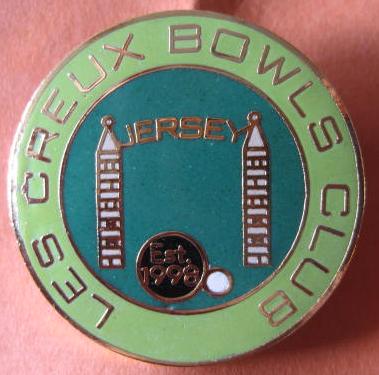 LES CREUX BOWLS CLUB
JERSEY
Est.
1998